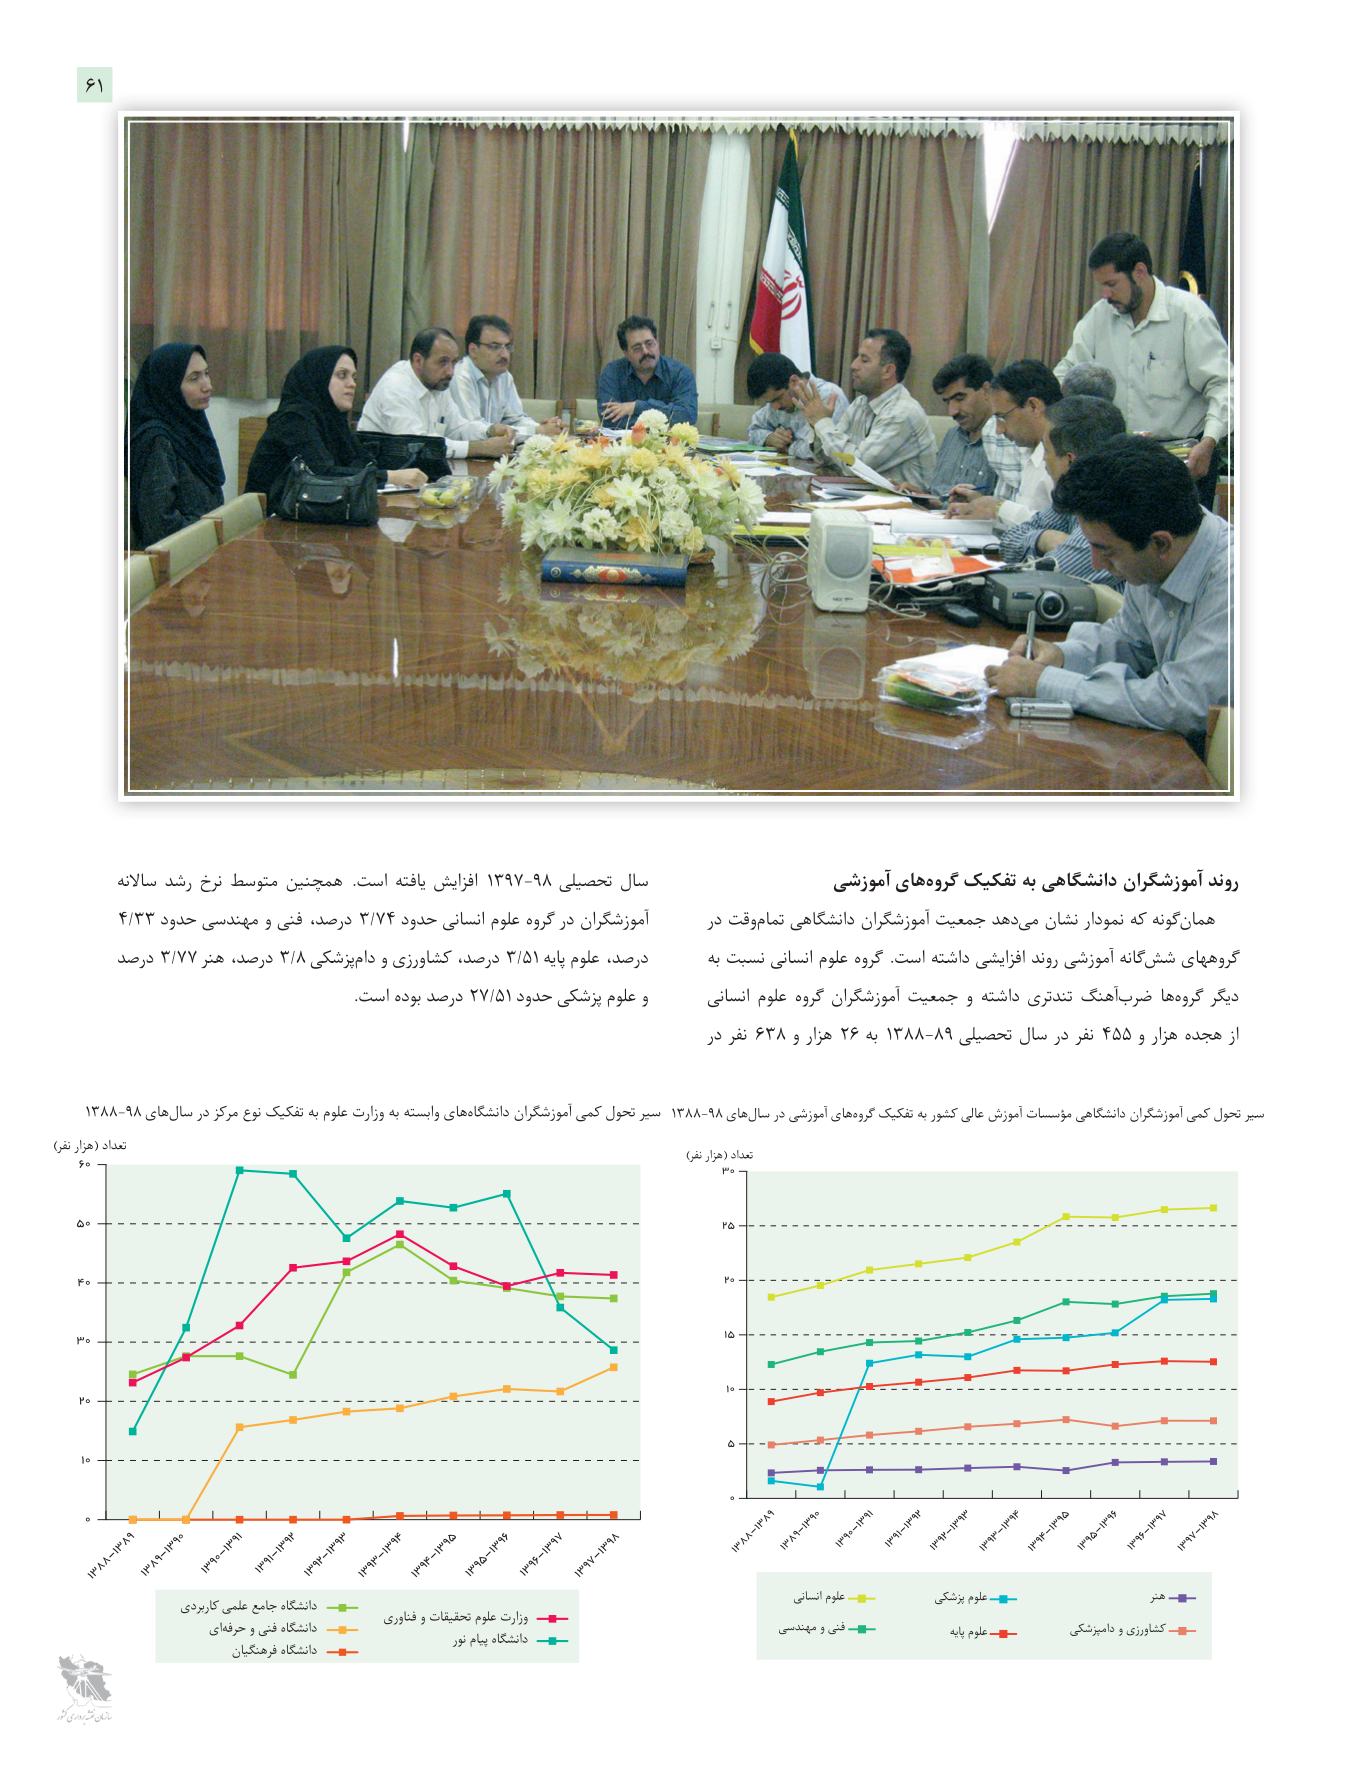 ۶۱
روند آموزشگران دانشگاهی به تفکیک گروه‌های آموزشی
همان‌گونه که نمودار نشان می‌دهد جمعیت آموزشگران دانشگاهی تمام‌وقت در
گروههای شش‌گانه آموزشی روند افزایشی داشته است. گروه علوم انسانی نسبت به
دیگر گروه‌ها ضرب‌آهنگ تندتری داشته و جمعیت آموزشگران گروه علوم انسانی
از هجده هزار و ۴۵۵ نفر در سال تحصیلی ۸۹-۱۳۸۸ به ۲۶ هزار و ۶۳۸ نفر در
سال تحصیلی ۹۸-۱۳۹۷ افزایش یافته است. همچنین متوسط نرخ رشد سالانه
آموزشگران در گروه علوم انسانی حدود ۳/۷۴ درصد، فنی و مهندسی حدود ۴/۳۳
درصد، علوم پایه ۳/۵۱ درصد، کشاورزی و دام‌پزشکی ۳/۸ درصد، هنر ۳/۷۷ درصد
و علوم پزشکی حدود ۲۷/۵۱ درصد بوده است.
سیر تحول کمی آموزشگران دانشگاهی مؤسسات آموزش عالی کشور به تفکیک گروه‌های آموزشی در سال‌های ۹۸-۱۳۸۸
تعداد (هزار نفر)
۳۰
۲۵
۲۰
۱۵
۱۰
۵
۰
۱۳۸۸-۱۳۸۹
۱۳۸۹-۱۳۹۰
۱۳۹۰-۱۳۹۱
۱۳۹۱-۱۳۹۲
۱۳۹۲-۱۳۹۳
۱۳۹۳-۱۳۹۴
۱۳۹۴-۱۳۹۵
۱۳۹۵-۱۳۹۶
۱۳۹۶-۱۳۹۷
۱۳۹۷-۱۳۹۸
هنر
علوم پزشکی
علوم انسانی
کشاورزی و دامپزشکی
علوم پایه
فنی و مهندسی
سیر تحول کمی آموزشگران دانشگاه‌های وابسته به وزارت علوم به تفکیک نوع مرکز در سال‌های ۹۸-۱۳۸۸
تعداد (هزار نفر)
۶۰
۵۰
۴۰
۳۰
۲۰
۱۰
۰
۱۳۸۸-۱۳۸۹
۱۳۸۹-۱۳۹۰
۱۳۹۰-۱۳۹۱
۱۳۹۱-۱۳۹۲
۱۳۹۲-۱۳۹۳
۱۳۹۳-۱۳۹۴
۱۳۹۴-۱۳۹۵
۱۳۹۵-۱۳۹۶
۱۳۹۶-۱۳۹۷
۱۳۹۷-۱۳۹۸
وزارت علوم تحقیقات و فناوری
دانشگاه پیام نور
دانشگاه جامع علمی کاربردی
دانشگاه فنی و حرفه‌ای
دانشگاه فرهنگیان
سازمان نقشه برداری کشور